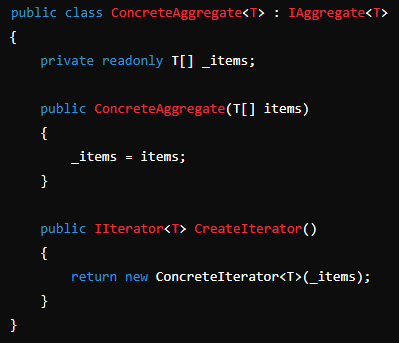 public class ConcreteAggregate<T> : IAggregate<T>
{
    private readonly T[] _items;

    public ConcreteAggregate(T[] items)
    {
        _items = items;
    }

    public IIterator<T> CreateIterator()
    {
        return new ConcreteIterator<T>(_items);
    }
}